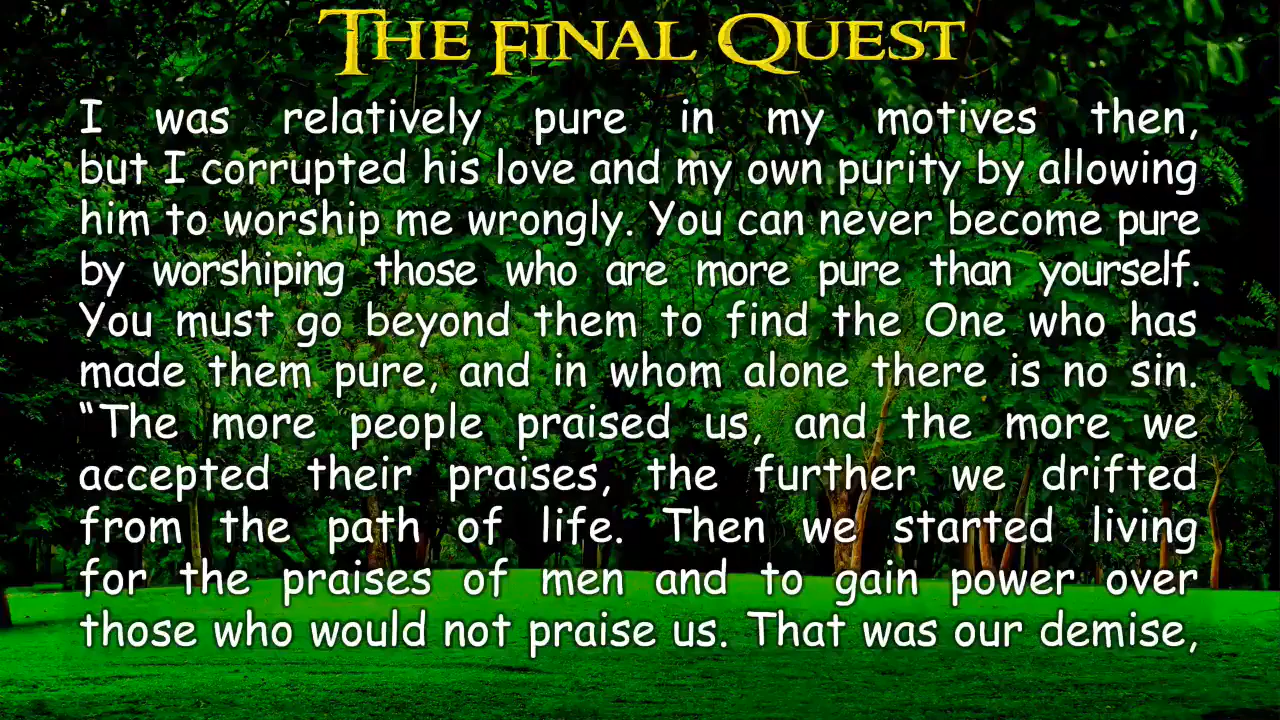 THE FINAL QUEST
I was relatively pure in my motives then,
but I corrupted his love and my own purity by allowing
him to worship me wrongly. You can never become pure
by worshiping those who are more pure than yourself.
You must go beyond them to find the One who has
made them pure, and in whom alone there is no sin.
“The more people praised us, and the more we
accepted their praises, the further we drifted
from the path of life. Then we started living
for the praises of men and to gain power over
those who would not praise us. That was our demise,